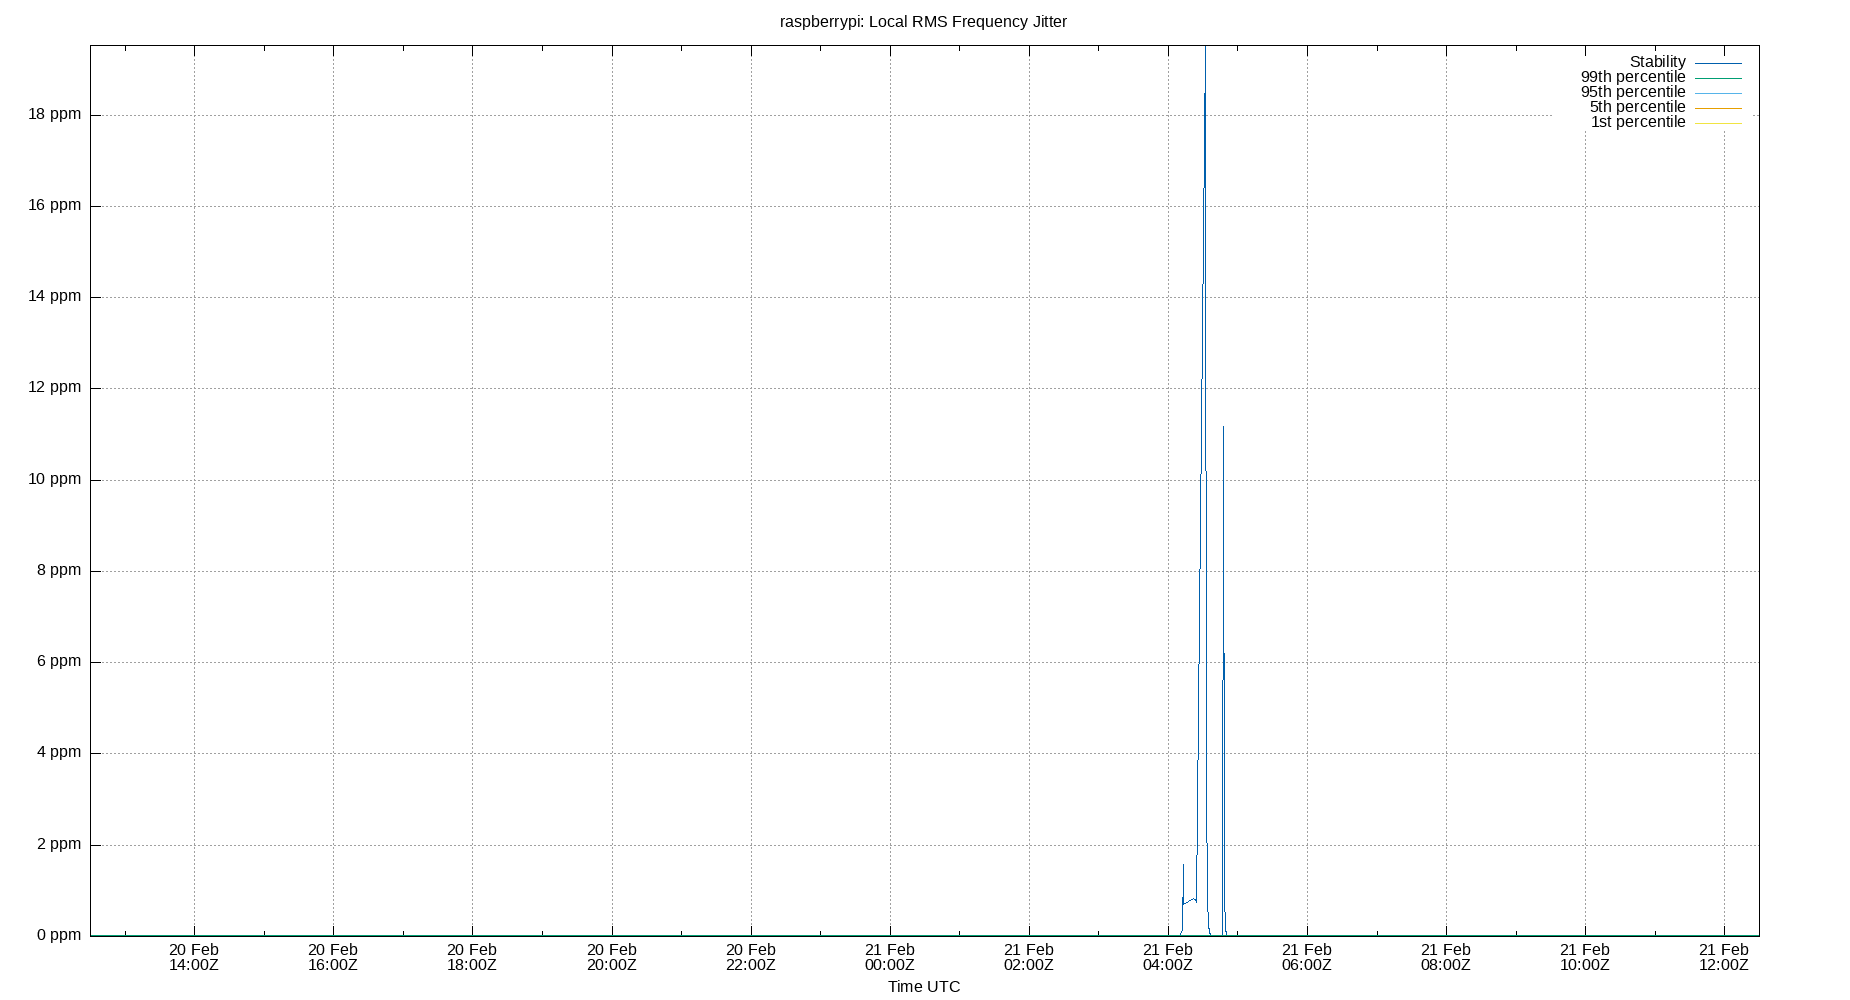 raspberrypi: Local RMS Frequency Jitter
Stability
99th percentile
95th percentile
5th percentile
1st percentile
18 ppm
16 ppm
14 ppm
12 ppm
10 ppm
8 ppm
6 ppm
4 ppm
2 ppm
0 ppm
20 Feb 20 Feb 20 Feb 20 Feb 20 Feb 21 Feb 21 Feb 21 Feb 21 Feb 21 Feb 21 Feb 21 Feb
14:00Z 16:00Z 18:00Z 20:00Z 22:00Z 00:00Z 02:00Z 04:00Z 06:00Z 08:00Z 10:00Z 12:00Z
Time UTC